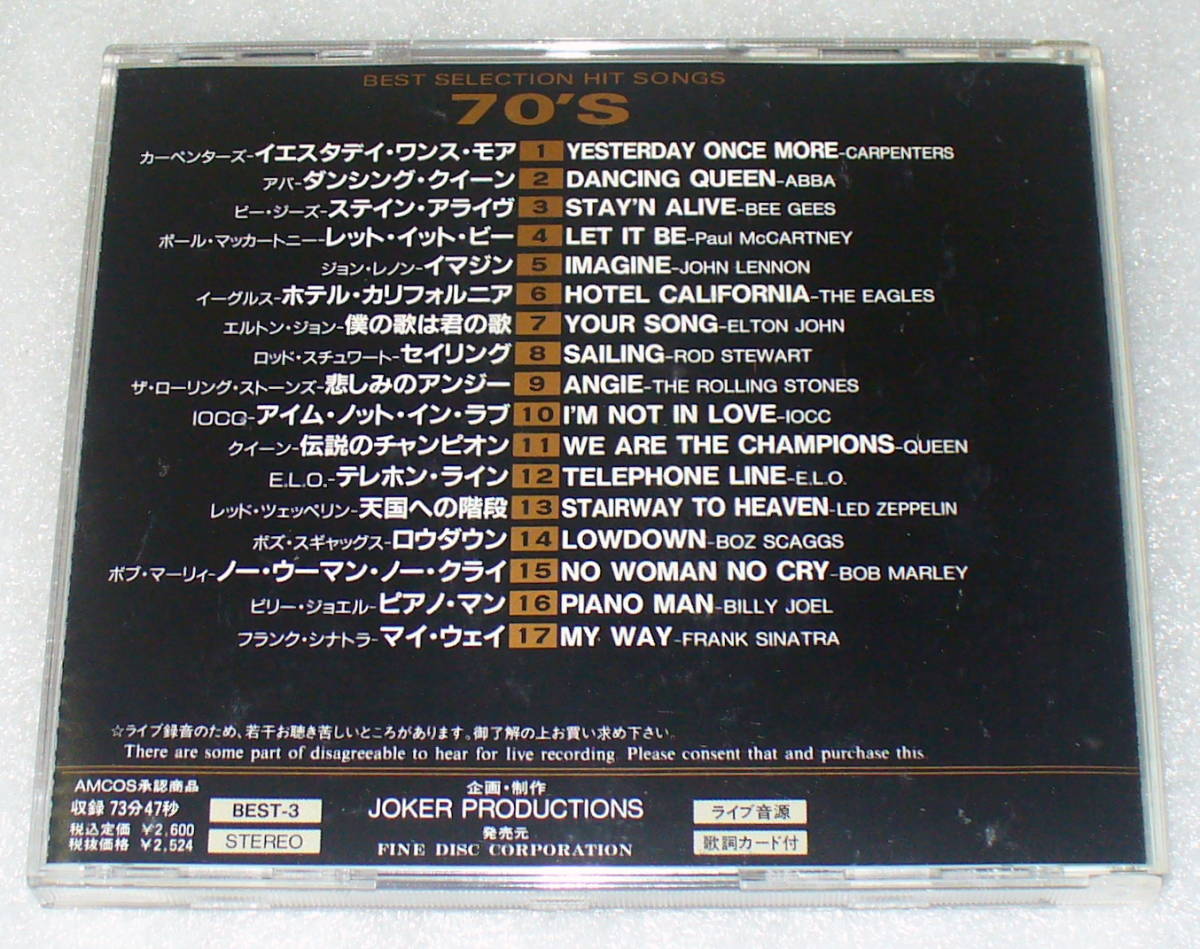 BEST SELECTION HIT SONGS
70'S
カーペンターズ-イエスタデイ・ワンス・モア 1 YESTERDAY ONCE MORE-CARPENTERS
アバ-ダンシング・クイーン 2 DANCING QUEEN-ABBA
ビー・ジーズ-ステイン・アライヴ 3 STAY'N ALIVE-BEE GEES
ポール・マッカートニー-レット・イット・ビー 4 LET IT BE-Paul McCARTNEY
ジョン・レノン-イマジン 5 IMAGINE-JOHN LENNON
イーグルス-ホテル・カリフォルニア 6 HOTEL CALIFORNIA-THE EAGLES
エルトン・ジョン-僕の歌は君の歌 7 YOUR SONG-ELTON JOHN
ロッド・スチュワート-セイリング 8 SAILING-ROD STEWART
ザ・ローリング・ストーンズ-悲しみのアンジー 9 ANGIE-THE ROLLING STONES
IOCC-アイム・ノット・イン・ラブ 10 I'M NOT IN LOVE-IOCC
クイーン-伝説のチャンピオン 11 WE ARE THE CHAMPIONS-QUEEN
E.L.O.-テレホン・ライン 12 TELEPHONE LINE-E.L.O.
レッド・ツェッペリン-天国への階段 13 STAIRWAY TO HEAVEN-LED ZEPPELIN
ボズ・スギャッグス-ロウダウン 14 LOWDOWN-BOZ SCAGGS
ボブ・マーリィ-ノー・ウーマン・ノー・クライ 15 NO WOMAN NO CRY-BOB MARLEY
ビリー・ジョエル-ピアノ・マン 16 PIANO MAN-BILLY JOEL
フランク・シナトラ-マイ・ウェイ 17 MY WAY-FRANK SINATRA
☆ライブ録音のため、若干お聴き苦しいところがあります。御了解の上お買い求め下さい。
There are some part of disagreeable to hear for live recording. Please consent that and purchase this.
AMCOS承認商品
収録 73分47秒
税込定価 ¥2,600
税抜価格 ¥2,524
BEST-3
STEREO
企画・制作
JOKER PRODUCTIONS
発売元
FINE DISC CORPORATION
ライブ音源
歌詞カード付